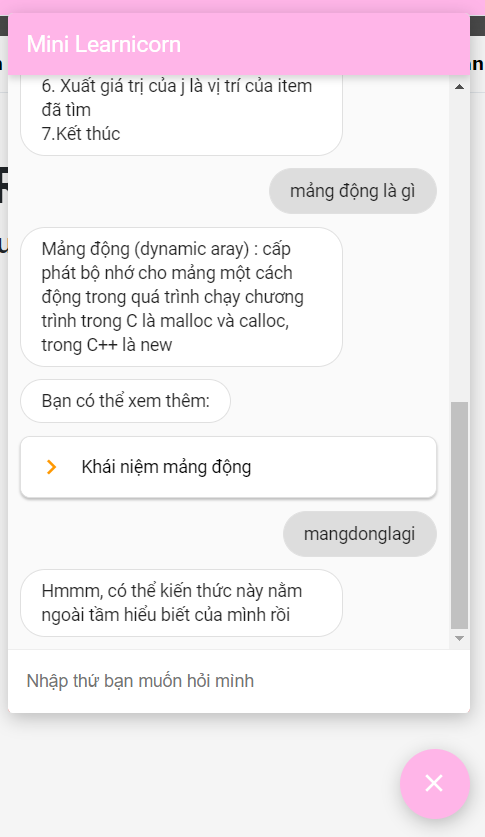 Mini Learnicorn
6. Xuất giá trị của j là vị trí của item
đã tìm
7.Kết thúc
mảng động là gì
Mảng động (dynamic aray) : cấp
phát bộ nhớ cho mảng một cách
động trong quá trình chạy chương
trình trong C là malloc và calloc,
trong C++ là new
Bạn có thể xem thêm:
Khái niệm mảng động
mangdonglagi
Hmmm, có thể kiến thức này nằm
ngoài tầm hiểu biết của mình rồi
Nhập thứ bạn muốn hỏi mình